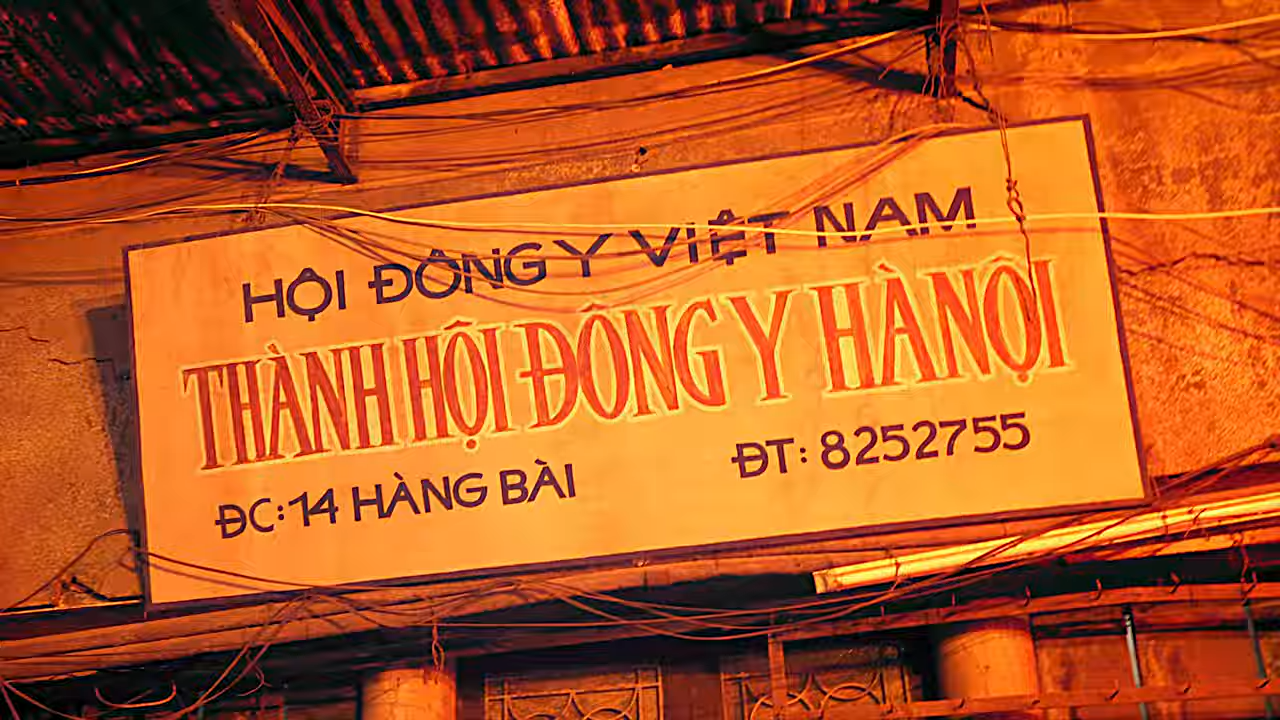 HỘI ĐÔNG Y VIỆT NAM
THÀNH HỘI ĐÔNG Y HÀNỘI
ĐC: 14 HÀNG BÀI ĐT: 8252755